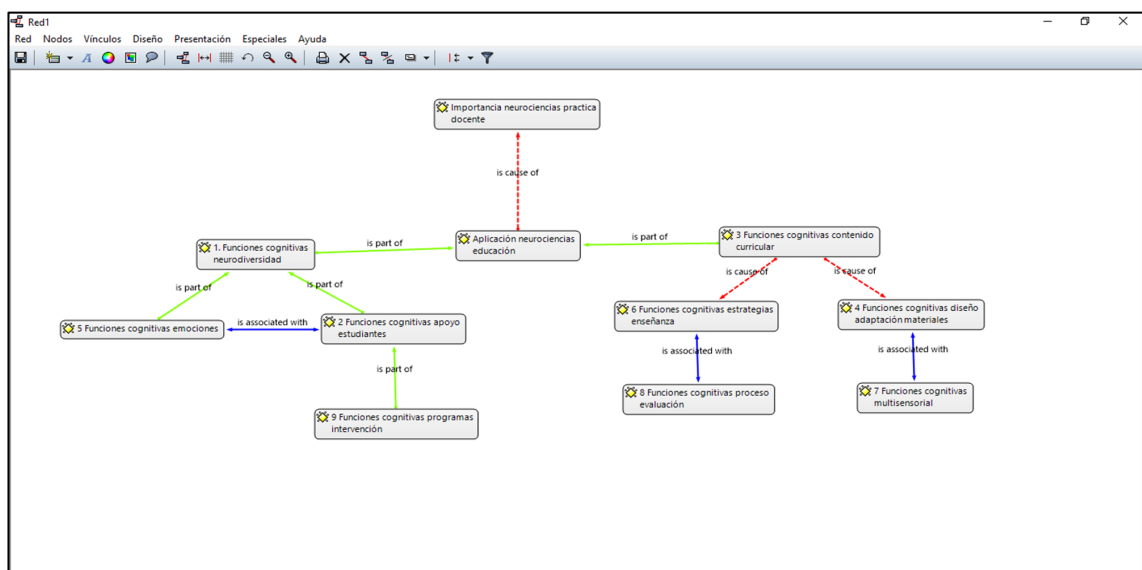 Red1
Red Nodos Vínculos Diseño Presentación Especiales Ayuda
Importancia neurociencias practica
docente
is cause of
Aplicación neurociencias
educación
is part of
1. Funciones cognitivas
neurodiversidad
is part of
3 Funciones cognitivas contenido
curricular
is part of
is part of
is cause of
is cause of
5 Funciones cognitivas emociones
is associated with
2 Funciones cognitivas apoyo
estudiantes
6 Funciones cognitivas estrategias
enseñanza
4 Funciones cognitivas diseño
adaptación materiales
is part of
is associated with
is associated with
9 Funciones cognitivas programas
intervención
8 Funciones cognitivas proceso
evaluación
7 Funciones cognitivas
multisensorial